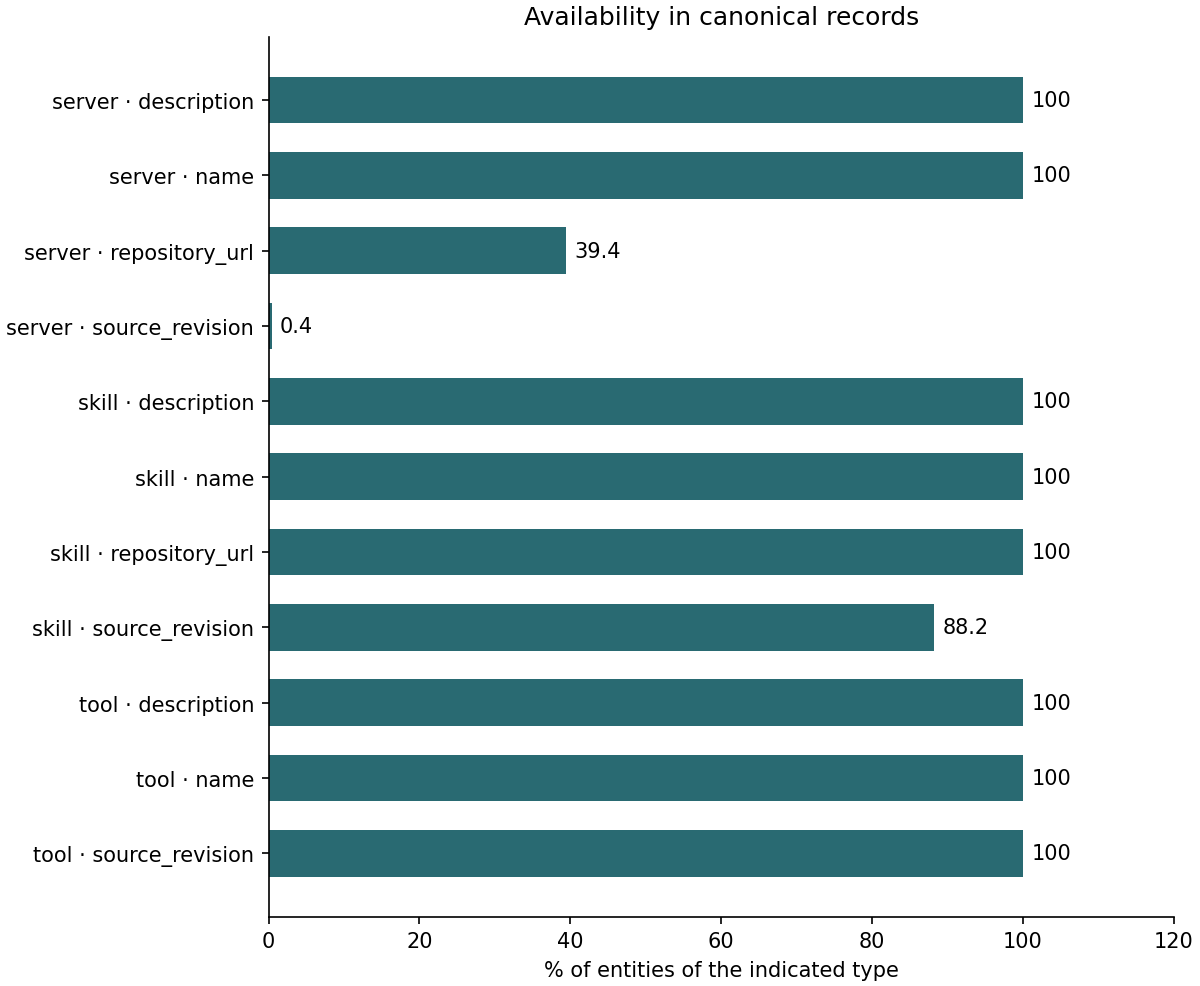 Availability in canonical records
server · description 100
server · name 100
server · repository_url 39.4
server · source_revision 0.4
skill · description 100
skill · name 100
skill · repository_url 100
skill · source_revision 88.2
tool · description 100
tool · name 100
tool · source_revision 100
0 20 40 60 80 100 120
% of entities of the indicated type